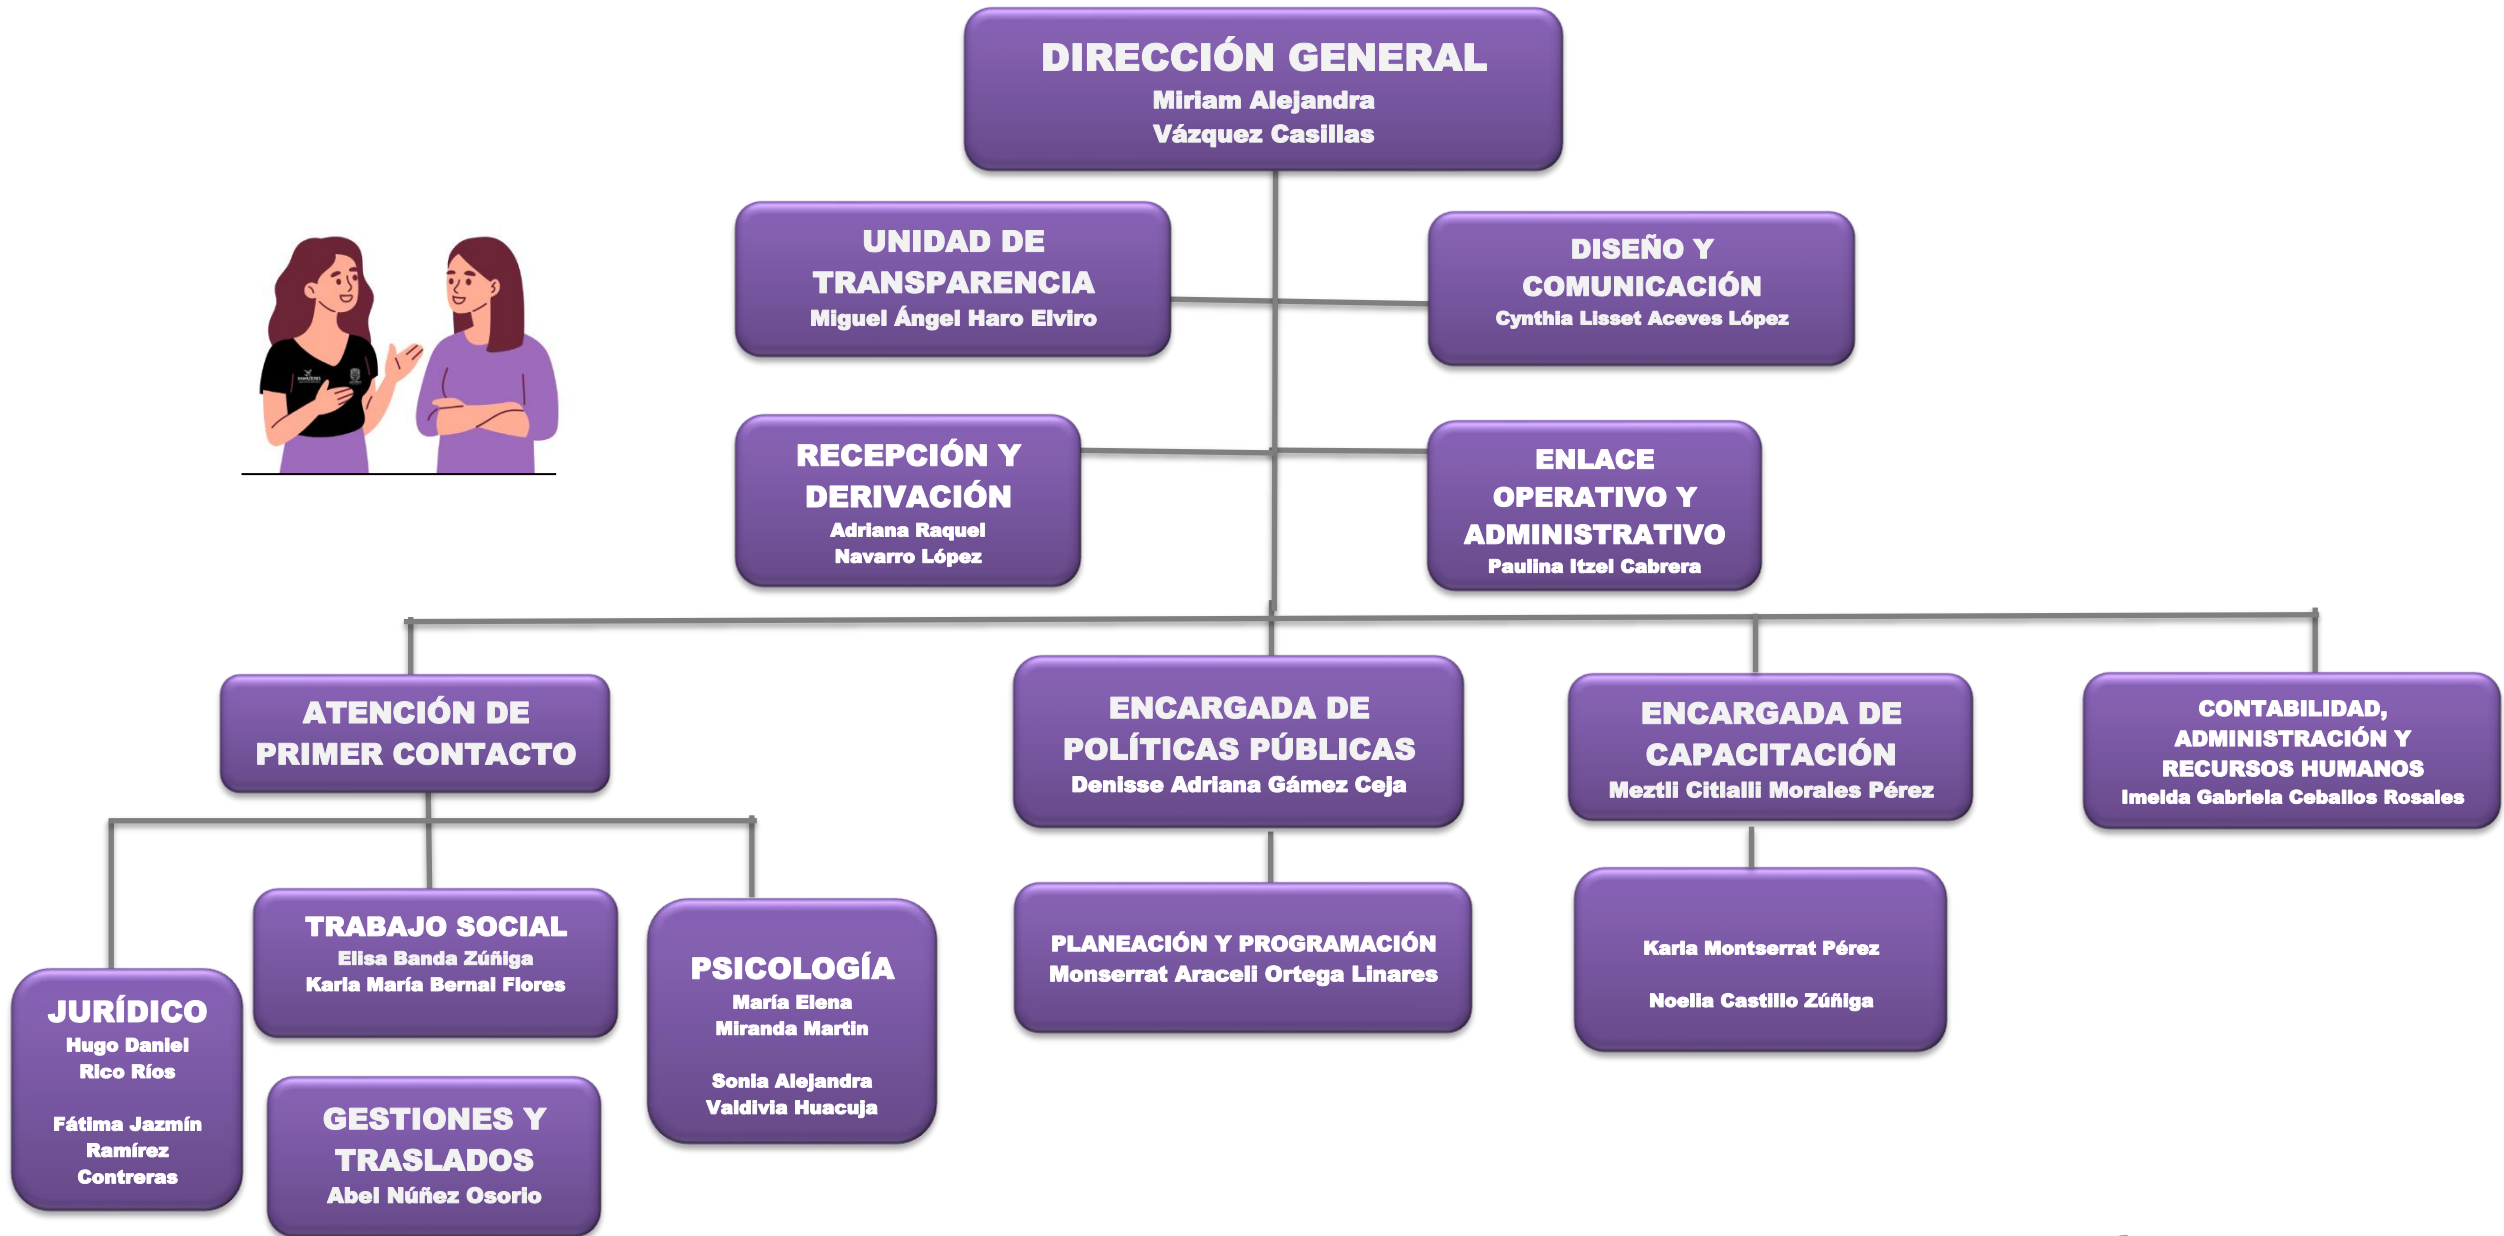 DIRECCIÓN GENERAL
Miriam Alejandra
Vázquez Casillas
UNIDAD DE
TRANSPARENCIA
Miguel Ángel Haro Elviro
DISEÑO Y
COMUNICACIÓN
Cynthia Lisset Aceves López
RECEPCIÓN Y
DERIVACIÓN
Adriana Raquel
Navarro López
ENLACE
OPERATIVO Y
ADMINISTRATIVO
Paulina Itzel Cabrera
ATENCIÓN DE
PRIMER CONTACTO
ENCARGADA DE
POLÍTICAS PÚBLICAS
Denisse Adriana Gámez Ceja
ENCARGADA DE
CAPACITACIÓN
Meztli Citlalli Morales Pérez
CONTABILIDAD,
ADMINISTRACIÓN Y
RECURSOS HUMANOS
Imelda Gabriela Ceballos Rosales
JURÍDICO
Hugo Daniel
Rico Ríos
Fátima Jazmín
Ramírez
Contreras
TRABAJO SOCIAL
Elisa Banda Zúñiga
Karla María Bernal Flores
GESTIONES Y
TRASLADOS
Abel Núñez Osorio
PSICOLOGÍA
María Elena
Miranda Martin
Sonia Alejandra
Valdivia Huacuja
PLANEACIÓN Y PROGRAMACIÓN
Monserrat Araceli Ortega Linares
Karla Montserrat Pérez
Noelia Castillo Zúñiga